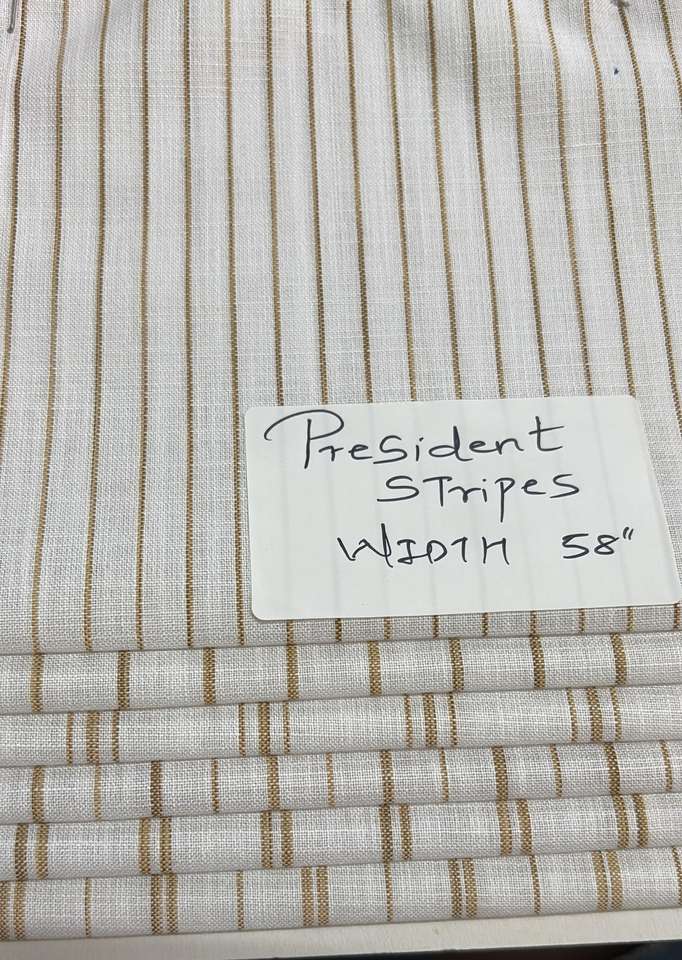 President
STripes
WIDTH 58"